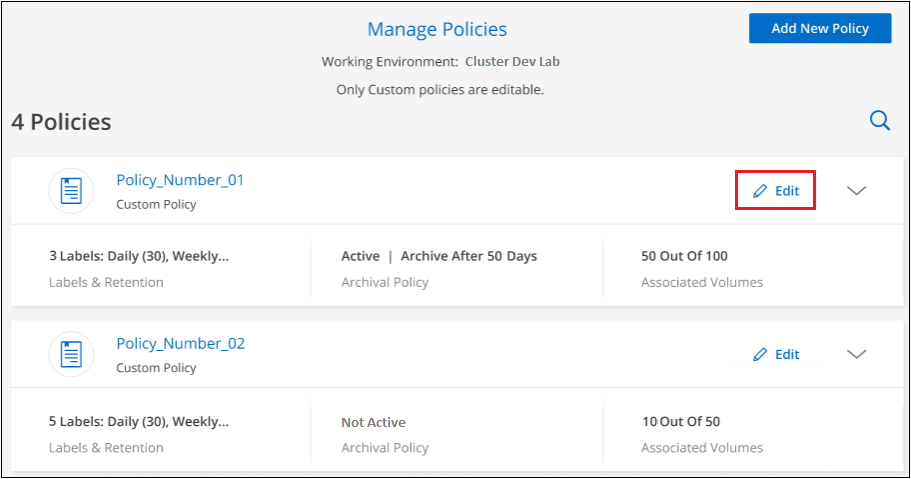 Manage Policies
Add New Policy
Working Environment: Cluster Dev Lab
Only Custom policies are editable.
4 Policies
Policy_Number_01
Edit
Custom Policy
3 Labels: Daily (30), Weekly...
Active | Archive After 50 Days
50 Out Of 100
Labels & Retention
Archival Policy
Associated Volumes
Policy_Number_02
Edit
Custom Policy
5 Labels: Daily (30), Weekly...
Not Active
10 Out Of 50
Labels & Retention
Archival Policy
Associated Volumes